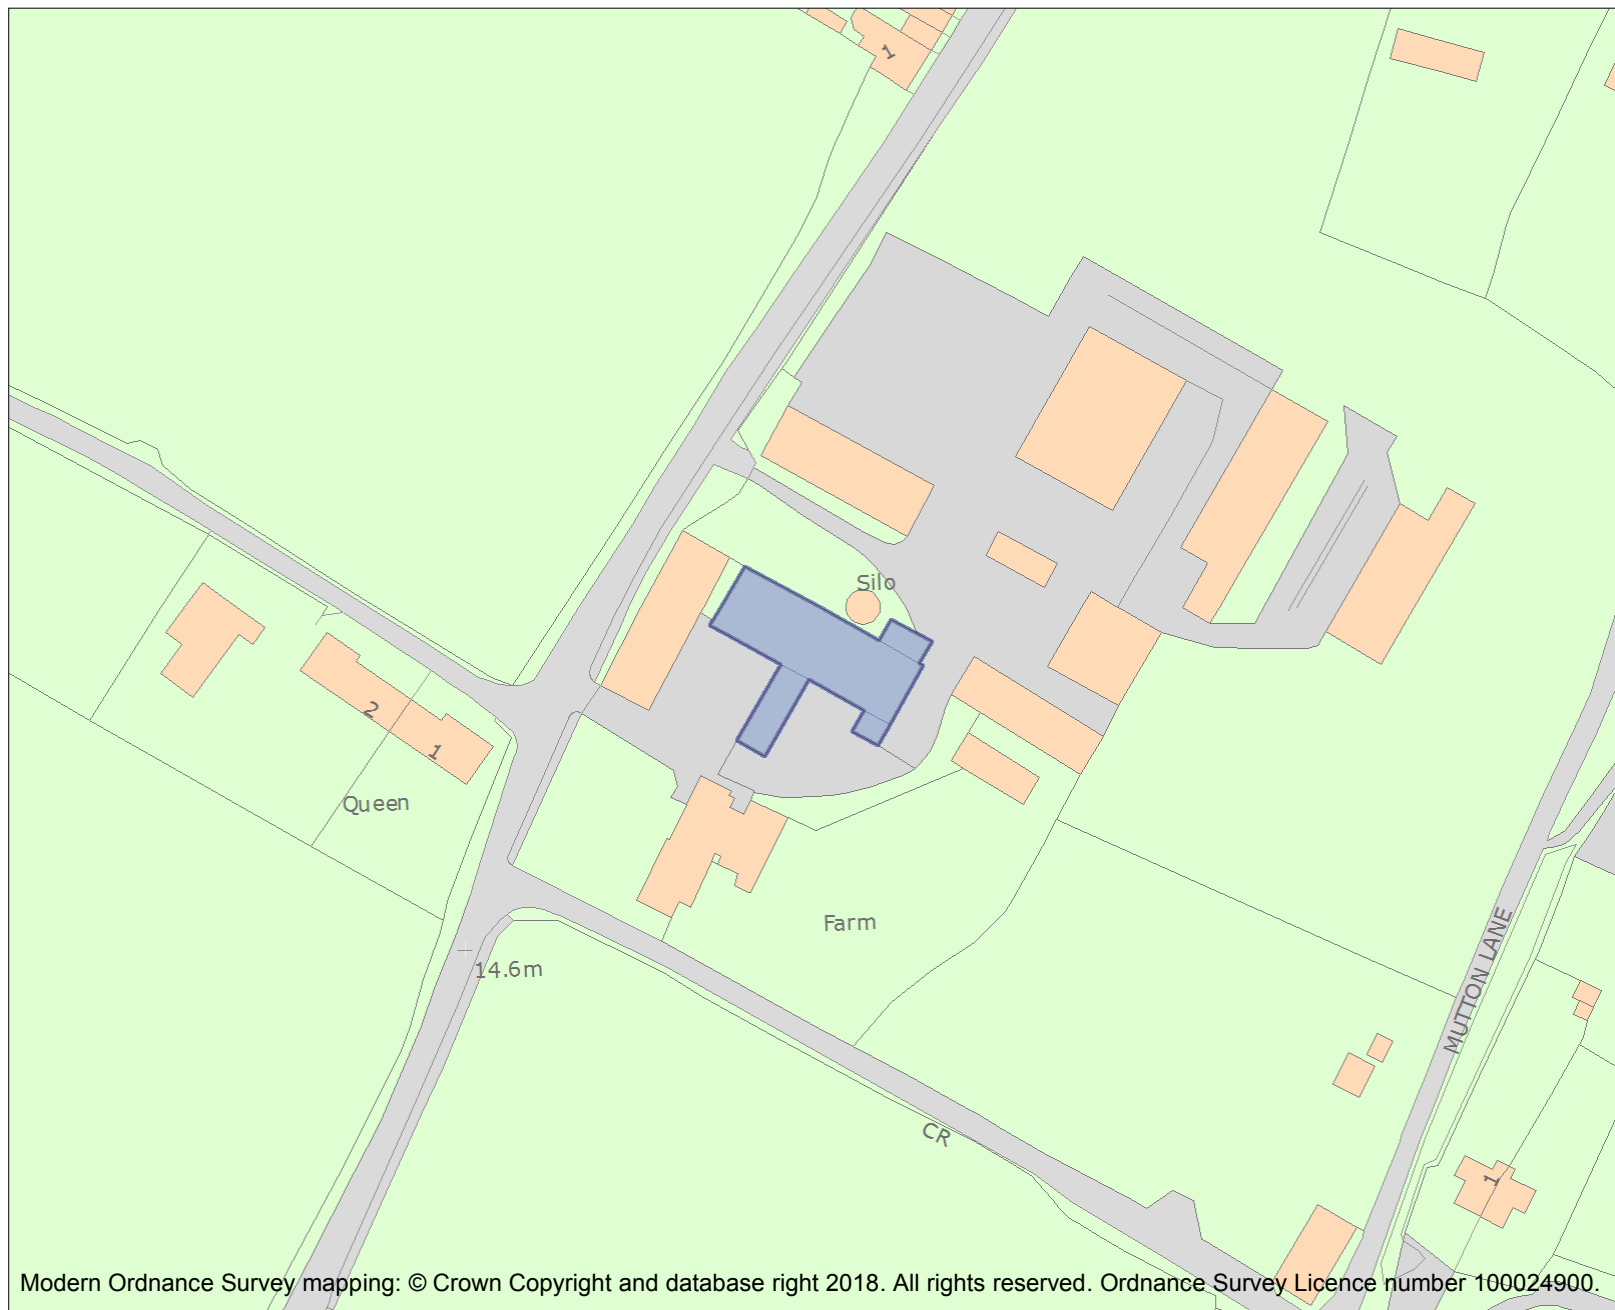 1
Silo
2
1
Queen
Farm
14.6m
MUTTON LANE
CR
1
Modern Ordnance Survey mapping: © Crown Copyright and database right 2018. All rights reserved. Ordnance Survey Licence number 100024900.